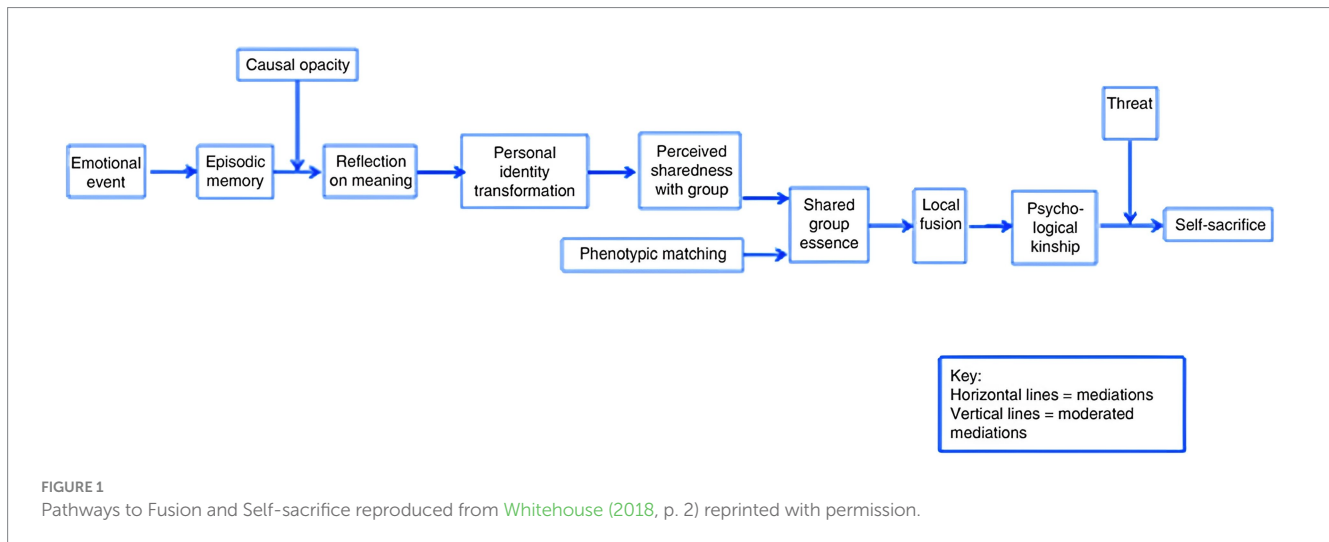 Causal opacity
Threat
Emotional
event
Episodic
memory
Reflection
on meaning
Personal
identity
transformation
Perceived
sharedness
with group
Phenotypic matching
Shared
group
essence
Local
fusion
Psycho-
logical
kinship
Self-sacrifice
Key:
Horizontal lines = mediations
Vertical lines = moderated
mediations
FIGURE 1
Pathways to Fusion and Self-sacrifice reproduced from Whitehouse (2018, p. 2) reprinted with permission.